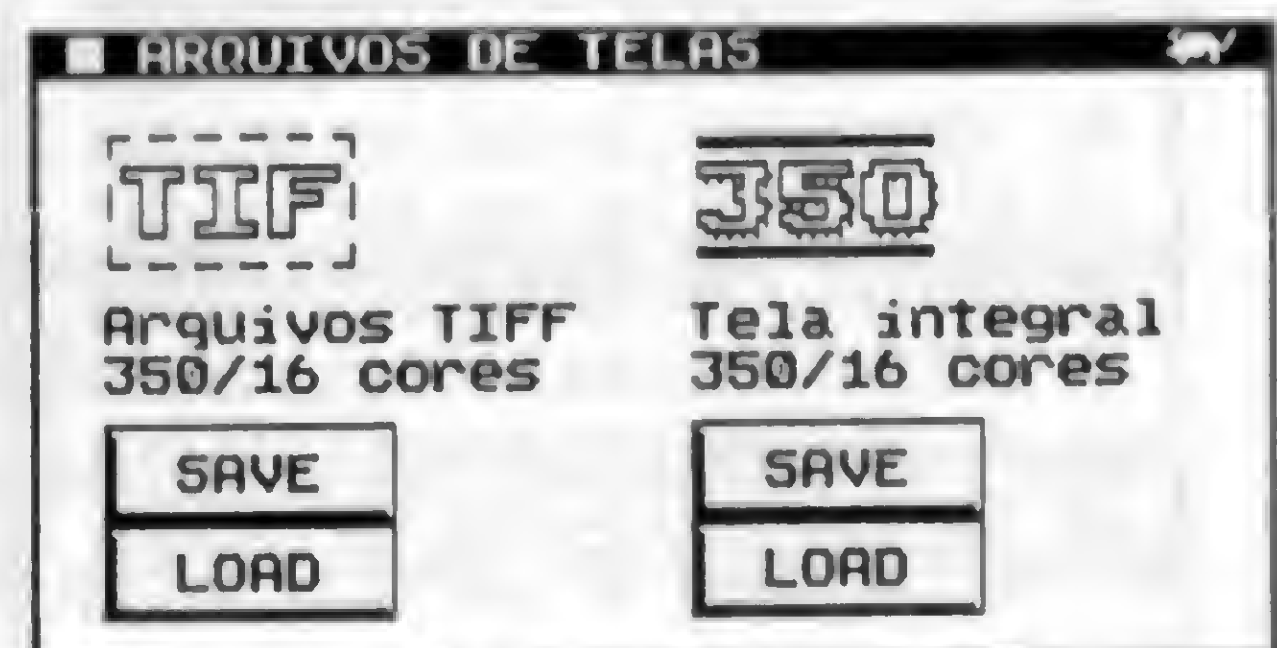 ARQUIVOS DE TELAS
TIF
350
Arquivos TIFF
350/16 cores
Tela integral
350/16 cores
SAVE
LOAD
SAVE
LOAD